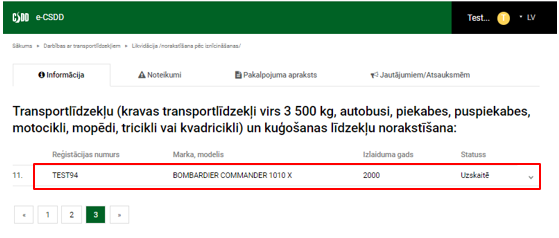 CSDD e-CSDD Test... ! LV
Sākums • Darbības ar transportlīdzekļiem • Likvidācija /norakstīšana pēc iznīcināšanas/
Informācija Noteikumi Pakalpojuma apraksts Jautājumiem/Atsauksmēm
Transportlīdzekļu (kravas transportlīdzekļi virs 3 500 kg, autobusi, piekabes, puspiekabes,
motocikli, mopēdi, tricikli vai kvadricikli) un kuģošanas līdzekļu norakstīšana:
Reģistācijas numurs Marka, modelis Izlaiduma gads Statuss
11. TEST94 BOMBARDIER COMMANDER 1010 X 2000 Uzskaitē
« 1 2 3 »